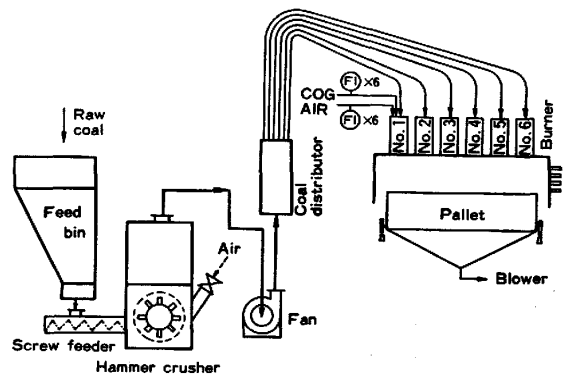 Raw
coal
Feed
bin
Screw feeder
Hammer crusher
Air
Fan
Coal
distributor
COG
AIR
FI ×6
FI ×6
No.1
No.2
No.3
No.4
No.5
No.6
Burner
Pallet
Blower